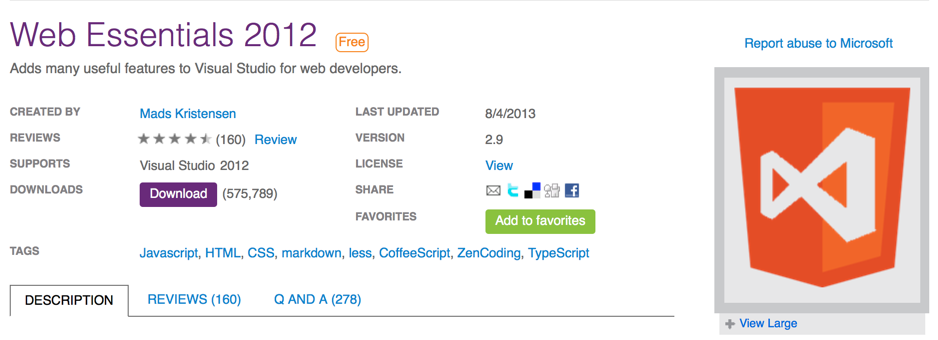 Web Essentials 2012 Free
Report abuse to Microsoft
Adds many useful features to Visual Studio for web developers.
CREATED BY Mads Kristensen LAST UPDATED 8/4/2013
REVIEWS (160) Review VERSION 2.9
SUPPORTS Visual Studio 2012 LICENSE View
DOWNLOADS Download (575,789) SHARE
FAVORITES Add to favorites
TAGS Javascript, HTML, CSS, markdown, less, CoffeeScript, ZenCoding, TypeScript
DESCRIPTION REVIEWS (160) Q AND A (278)
View Large